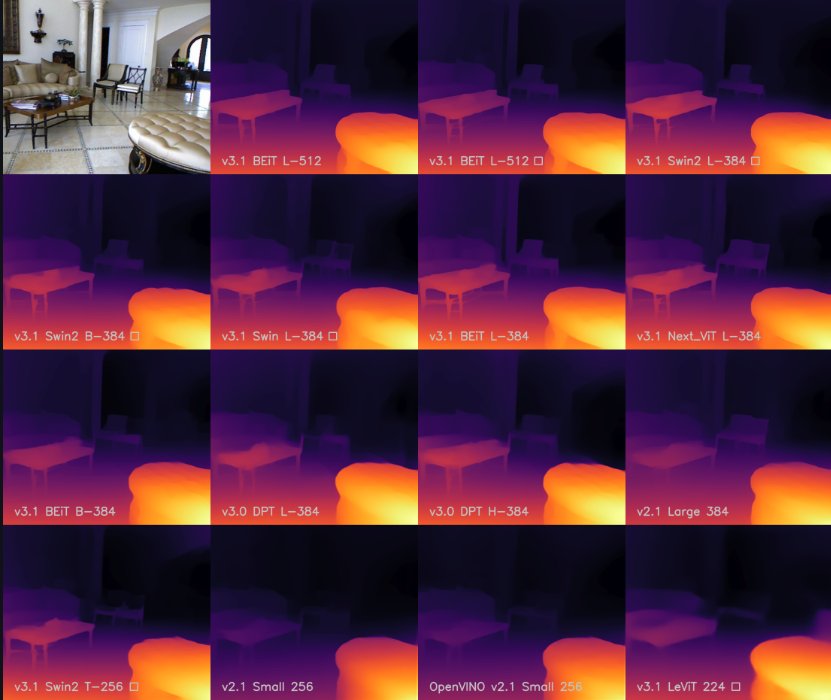 v3.1 BEiT L-512
v3.1 BEiT L-512 □
v3.1 Swin2 L-384 □
v3.1 Swin2 B-384 □
v3.1 Swin L-384 □
v3.1 BEiT L-384
v3.1 Next_ViT L-384
v3.1 BEiT B-384
v3.0 DPT L-384
v3.0 DPT H-384
v2.1 Large 384
v3.1 Swin2 T-256 □
v2.1 Small 256
OpenVINO v2.1 Small 256
v3.1 LeViT 224 □